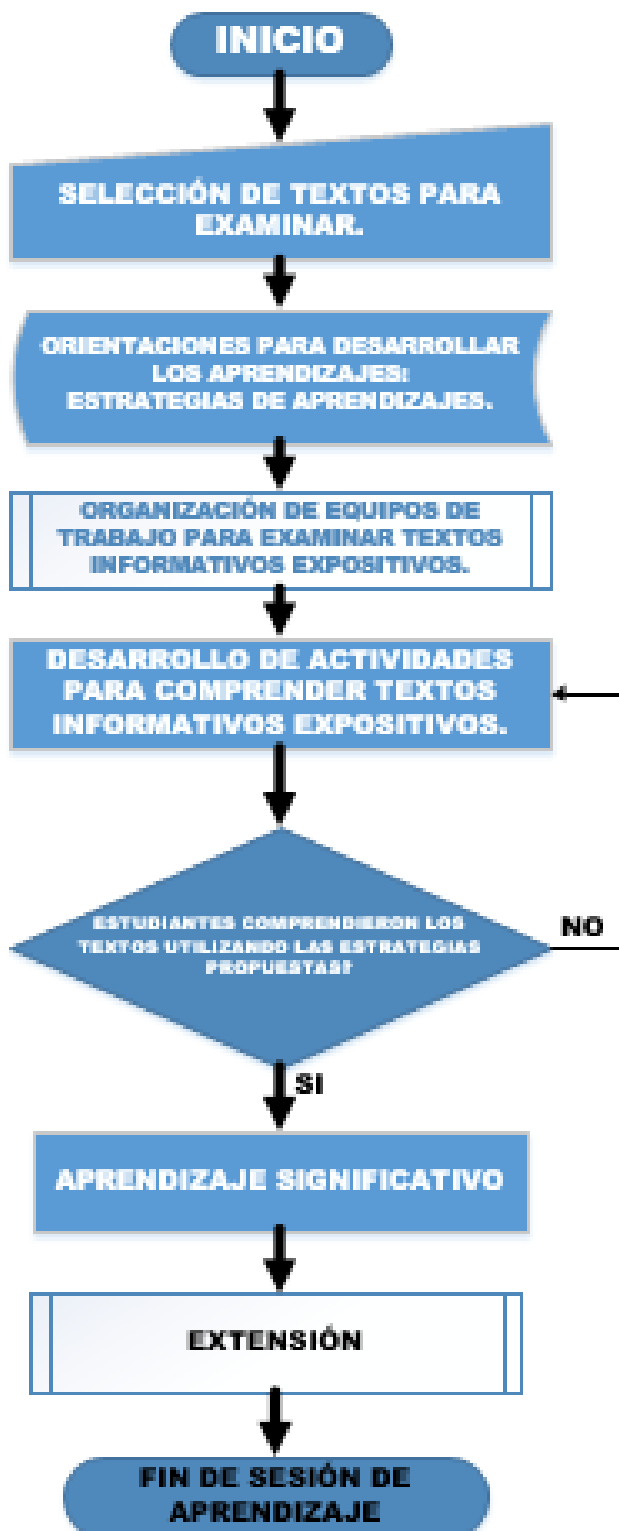 INICIO
SELECCIÓN DE TEXTOS PARA
EXAMINAR.
ORIENTACIONES PARA DESARROLLAR
LOS APRENDIZAJES:
ESTRATEGIAS DE APRENDIZAJES.
ORGANIZACIÓN DE EQUIPOS DE
TRABAJO PARA EXAMINAR TEXTOS
INFORMATIVOS EXPOSITIVOS.
DESARROLLO DE ACTIVIDADES
PARA COMPRENDER TEXTOS
INFORMATIVOS EXPOSITIVOS.
ESTUDIANTES COMPRENDIERON LOS
TEXTOS UTILIZANDO LAS ESTRATEGIAS
PROPUESTAS?
NO
SI
APRENDIZAJE SIGNIFICATIVO
EXTENSIÓN
FIN DE SESIÓN DE
APRENDIZAJE